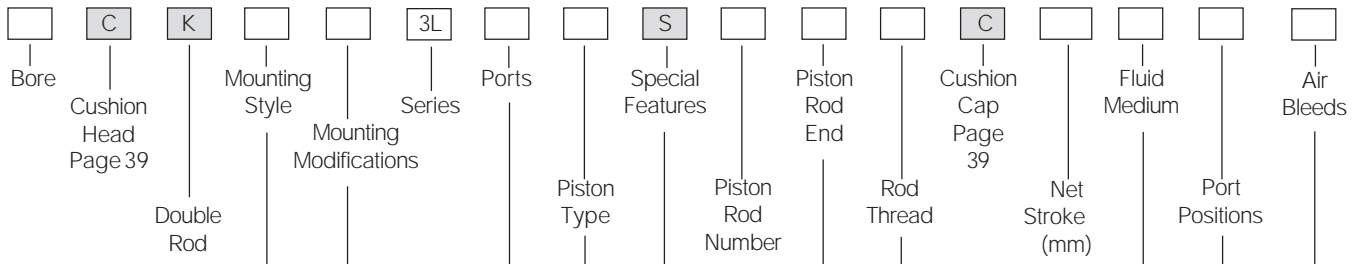 C K 3L S C
Bore
Cushion
Head
Page 39
Double
Rod
Mounting
Style
Mounting
Modifications
Series
Ports
Piston
Type
Special
Features
Piston
Rod
Number
Piston
Rod
End
Rod
Thread
Cushion
Cap
Page
39
Net
Stroke
(mm)
Fluid
Medium
Port
Positions
Air
Bleeds